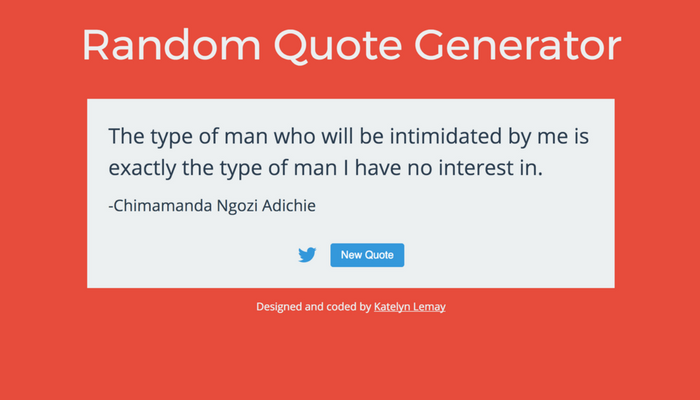 Random Quote Generator
The type of man who will be intimidated by me is
exactly the type of man I have no interest in.
-Chimamanda Ngozi Adichie
New Quote
Designed and coded by Katelyn Lemay